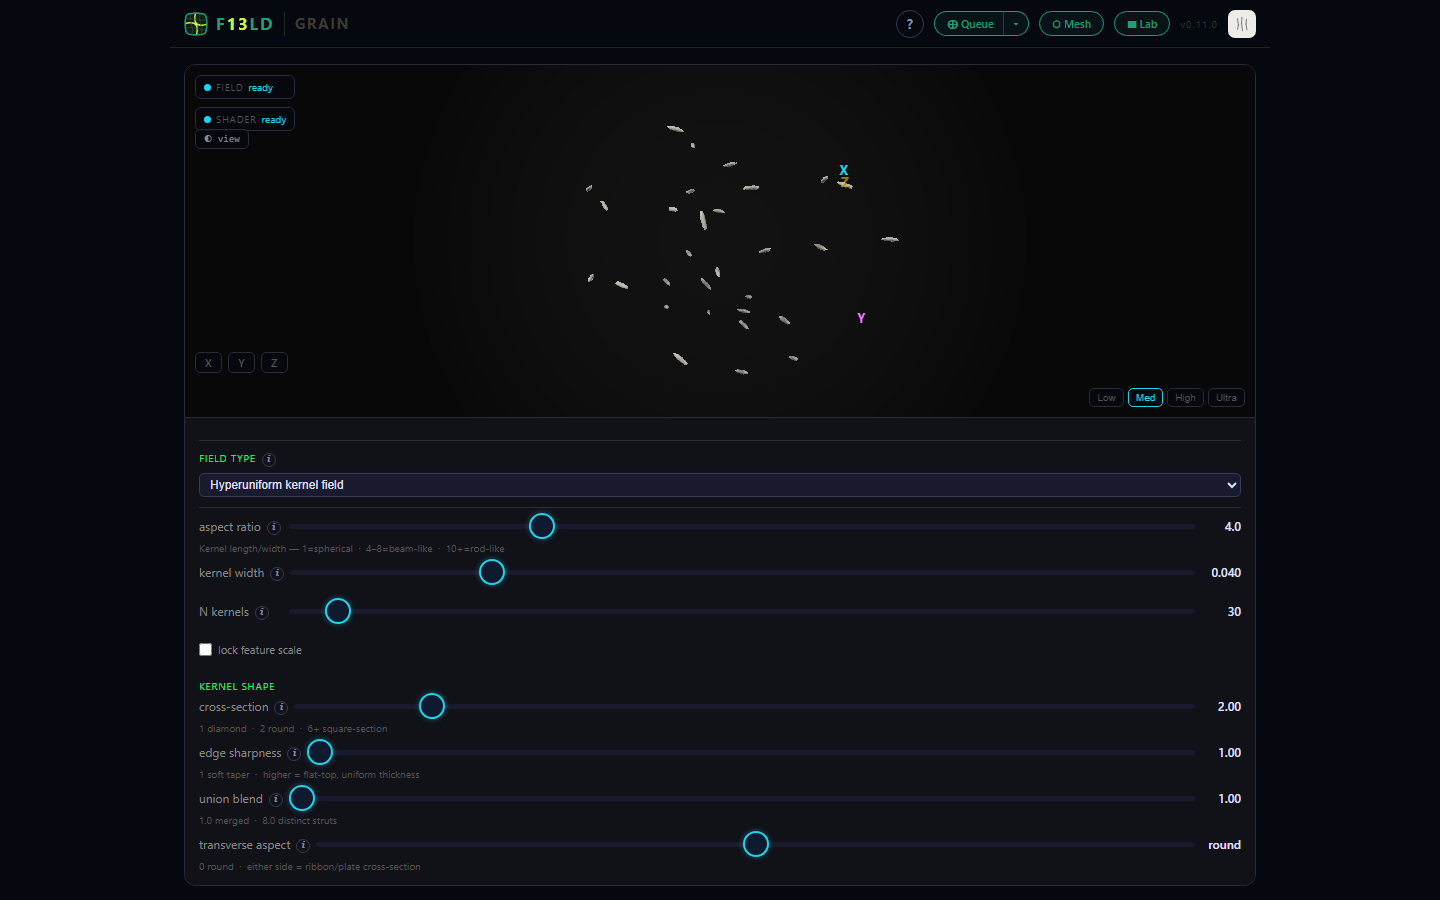 F13LD GRAIN ? Queue Mesh Lab v0.11.0
FIELD ready
SHADER ready
view
X
Z
Y
X Y Z
Low Med High Ultra
FIELD TYPE i
Hyperuniform kernel field
aspect ratio i 4.0
Kernel length/width — 1=spherical · 4–8=beam-like · 10+=rod-like
kernel width i 0.040
N kernels i 30
lock feature scale
KERNEL SHAPE
cross-section i 2.00
1 diamond · 2 round · 6+ square-section
edge sharpness i 1.00
1 soft taper · higher = flat-top, uniform thickness
union blend i 1.00
1.0 merged · 8.0 distinct struts
transverse aspect i round
0 round · either side = ribbon/plate cross-section